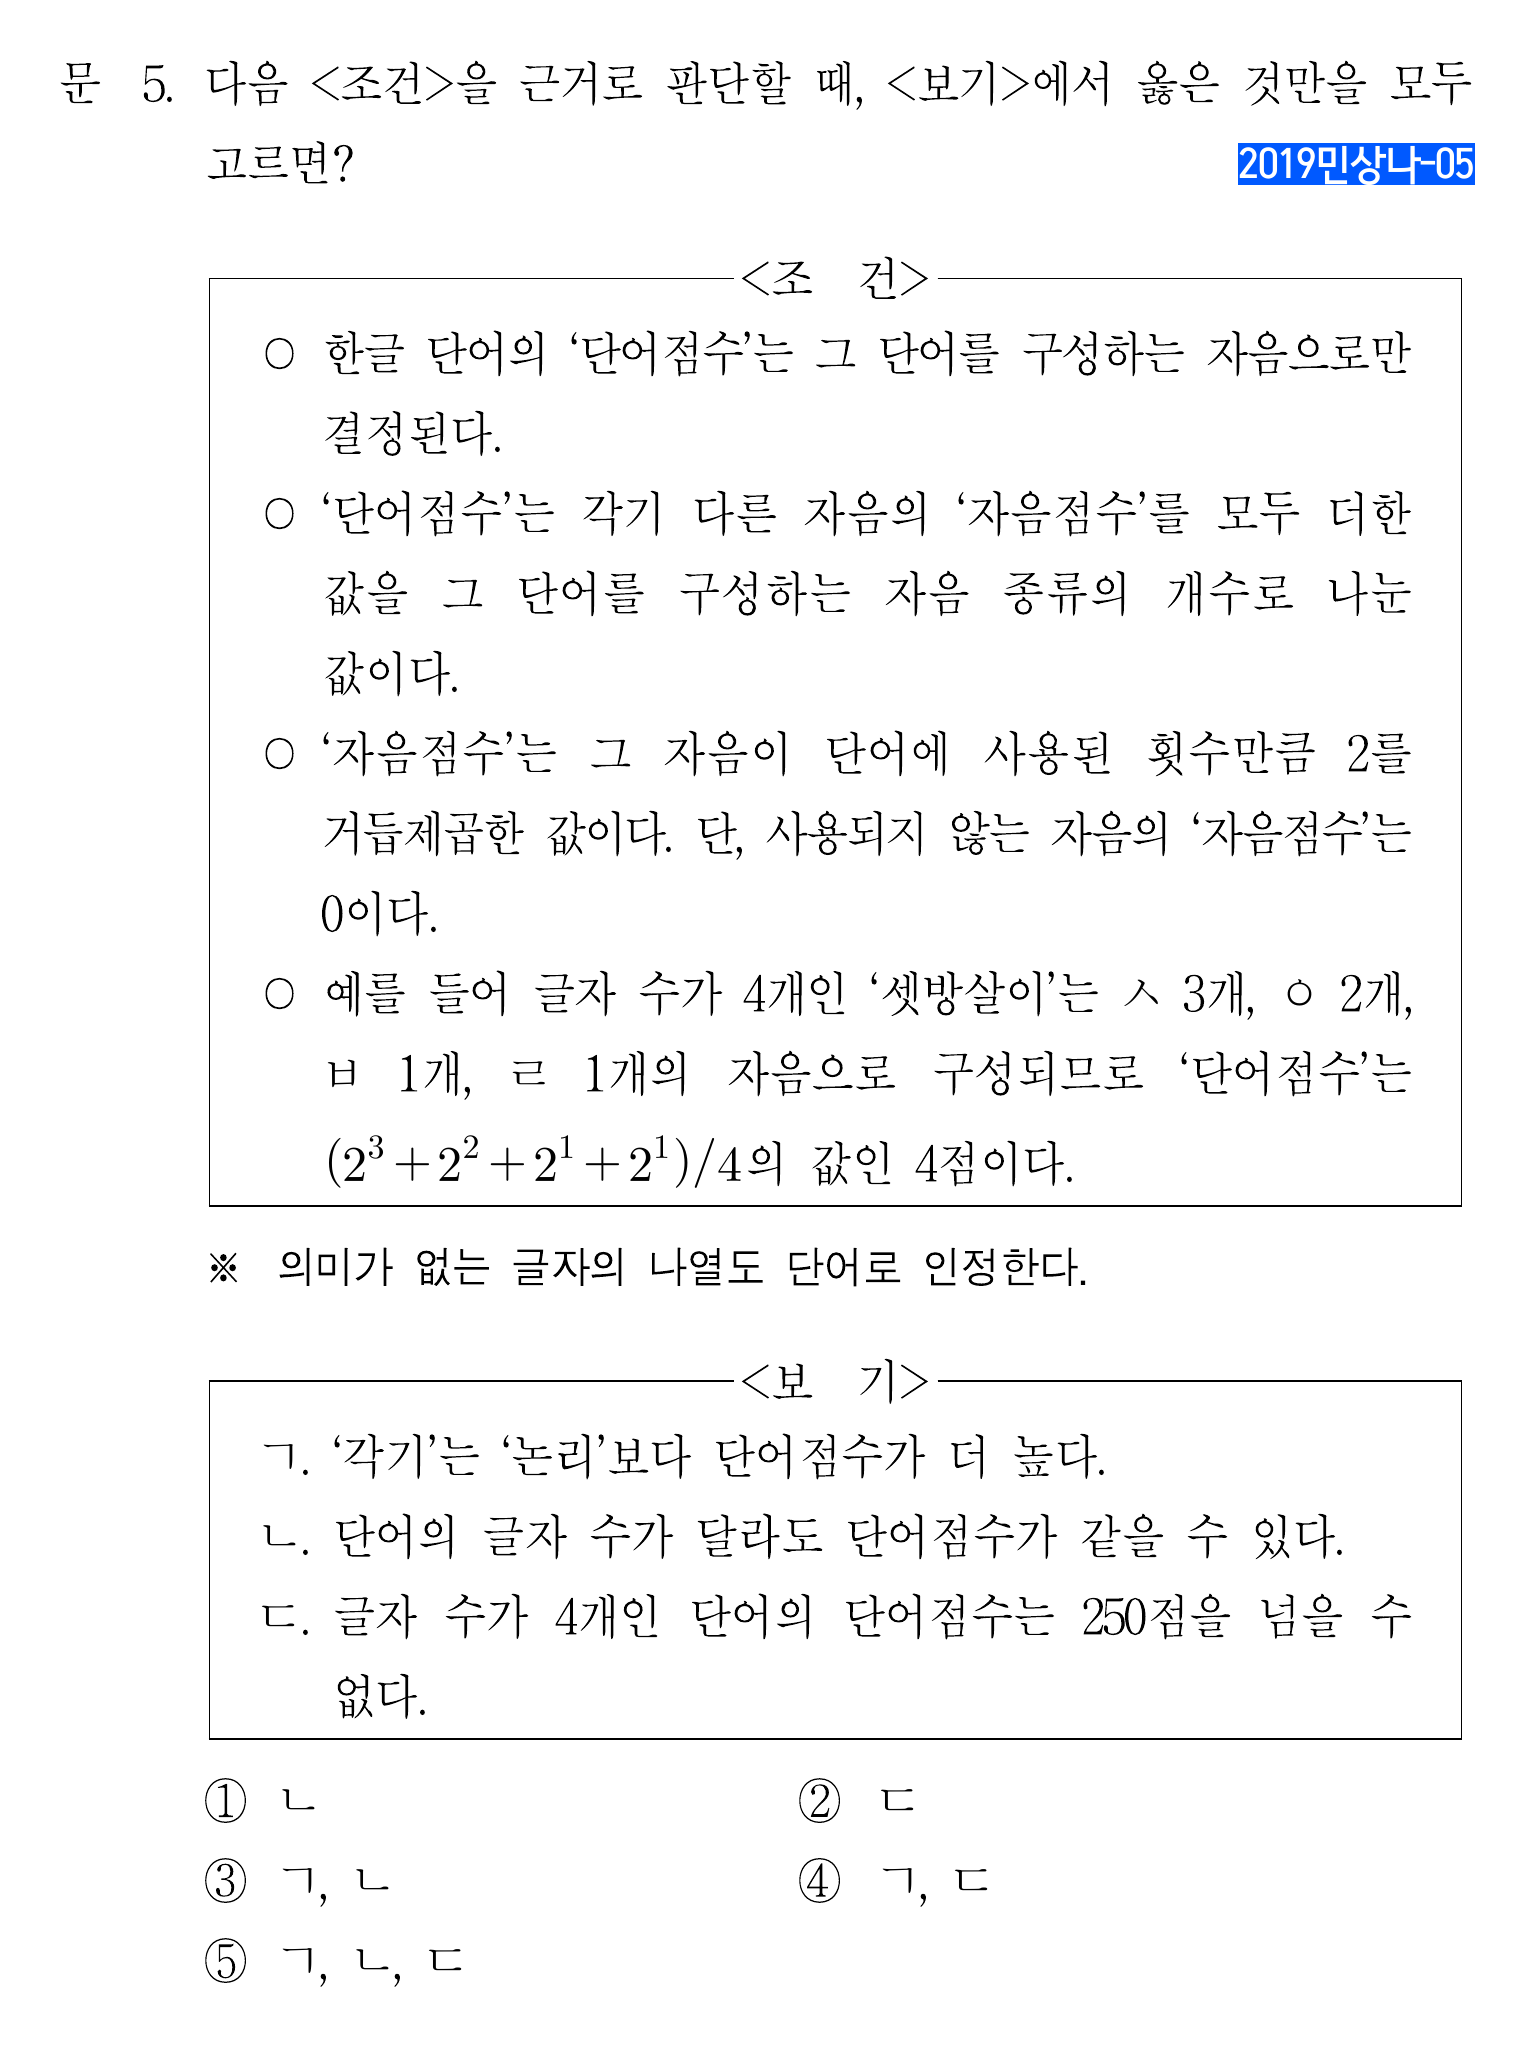 문 5. 다음 <조건>을 근거로 판단할 때, <보기>에서 옳은 것만을 모두
고르면?
2019민상나-05
<조 건>
○ 한글 단어의 ‘단어점수’는 그 단어를 구성하는 자음으로만
결정된다.
○ ‘단어점수’는 각기 다른 자음의 ‘자음점수’를 모두 더한
값을 그 단어를 구성하는 자음 종류의 개수로 나눈
값이다.
○ ‘자음점수’는 그 자음이 단어에 사용된 횟수만큼 2를
거듭제곱한 값이다. 단, 사용되지 않는 자음의 ‘자음점수’는
0이다.
○ 예를 들어 글자 수가 4개인 ‘셋방살이’는 ㅅ 3개, ㅇ 2개,
ㅂ 1개, ㄹ 1개의 자음으로 구성되므로 ‘단어점수’는
(2³+2²+2¹+2¹)/4의 값인 4점이다.
※ 의미가 없는 글자의 나열도 단어로 인정한다.
<보 기>
ㄱ. ‘각기’는 ‘논리’보다 단어점수가 더 높다.
ㄴ. 단어의 글자 수가 달라도 단어점수가 같을 수 있다.
ㄷ. 글자 수가 4개인 단어의 단어점수는 250점을 넘을 수
없다.
① ㄴ
② ㄷ
③ ㄱ, ㄴ
④ ㄱ, ㄷ
⑤ ㄱ, ㄴ, ㄷ